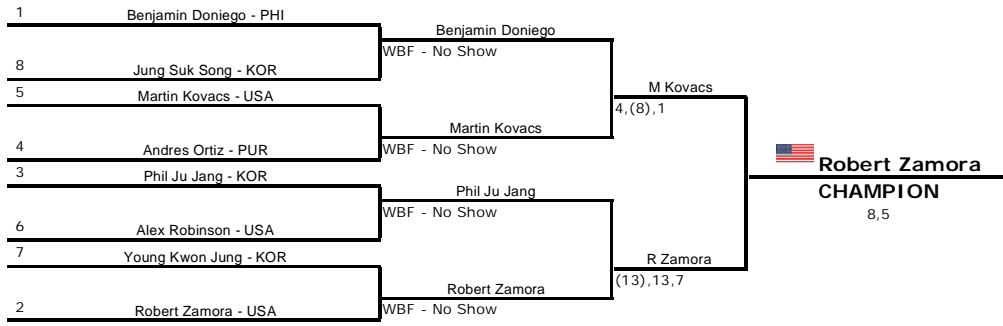 1 Benjamin Doniego - PHI
Benjamin Doniego
WBF - No Show
8 Jung Suk Song - KOR
5 Martin Kovacs - USA
M Kovacs
4,(8),1
Martin Kovacs
WBF - No Show
4 Andres Ortiz - PUR
Robert Zamora
CHAMPION
8,5
3 Phil Ju Jang - KOR
Phil Ju Jang
WBF - No Show
6 Alex Robinson - USA
7 Young Kwon Jung - KOR
R Zamora
(13),13,7
Robert Zamora
WBF - No Show
2 Robert Zamora - USA